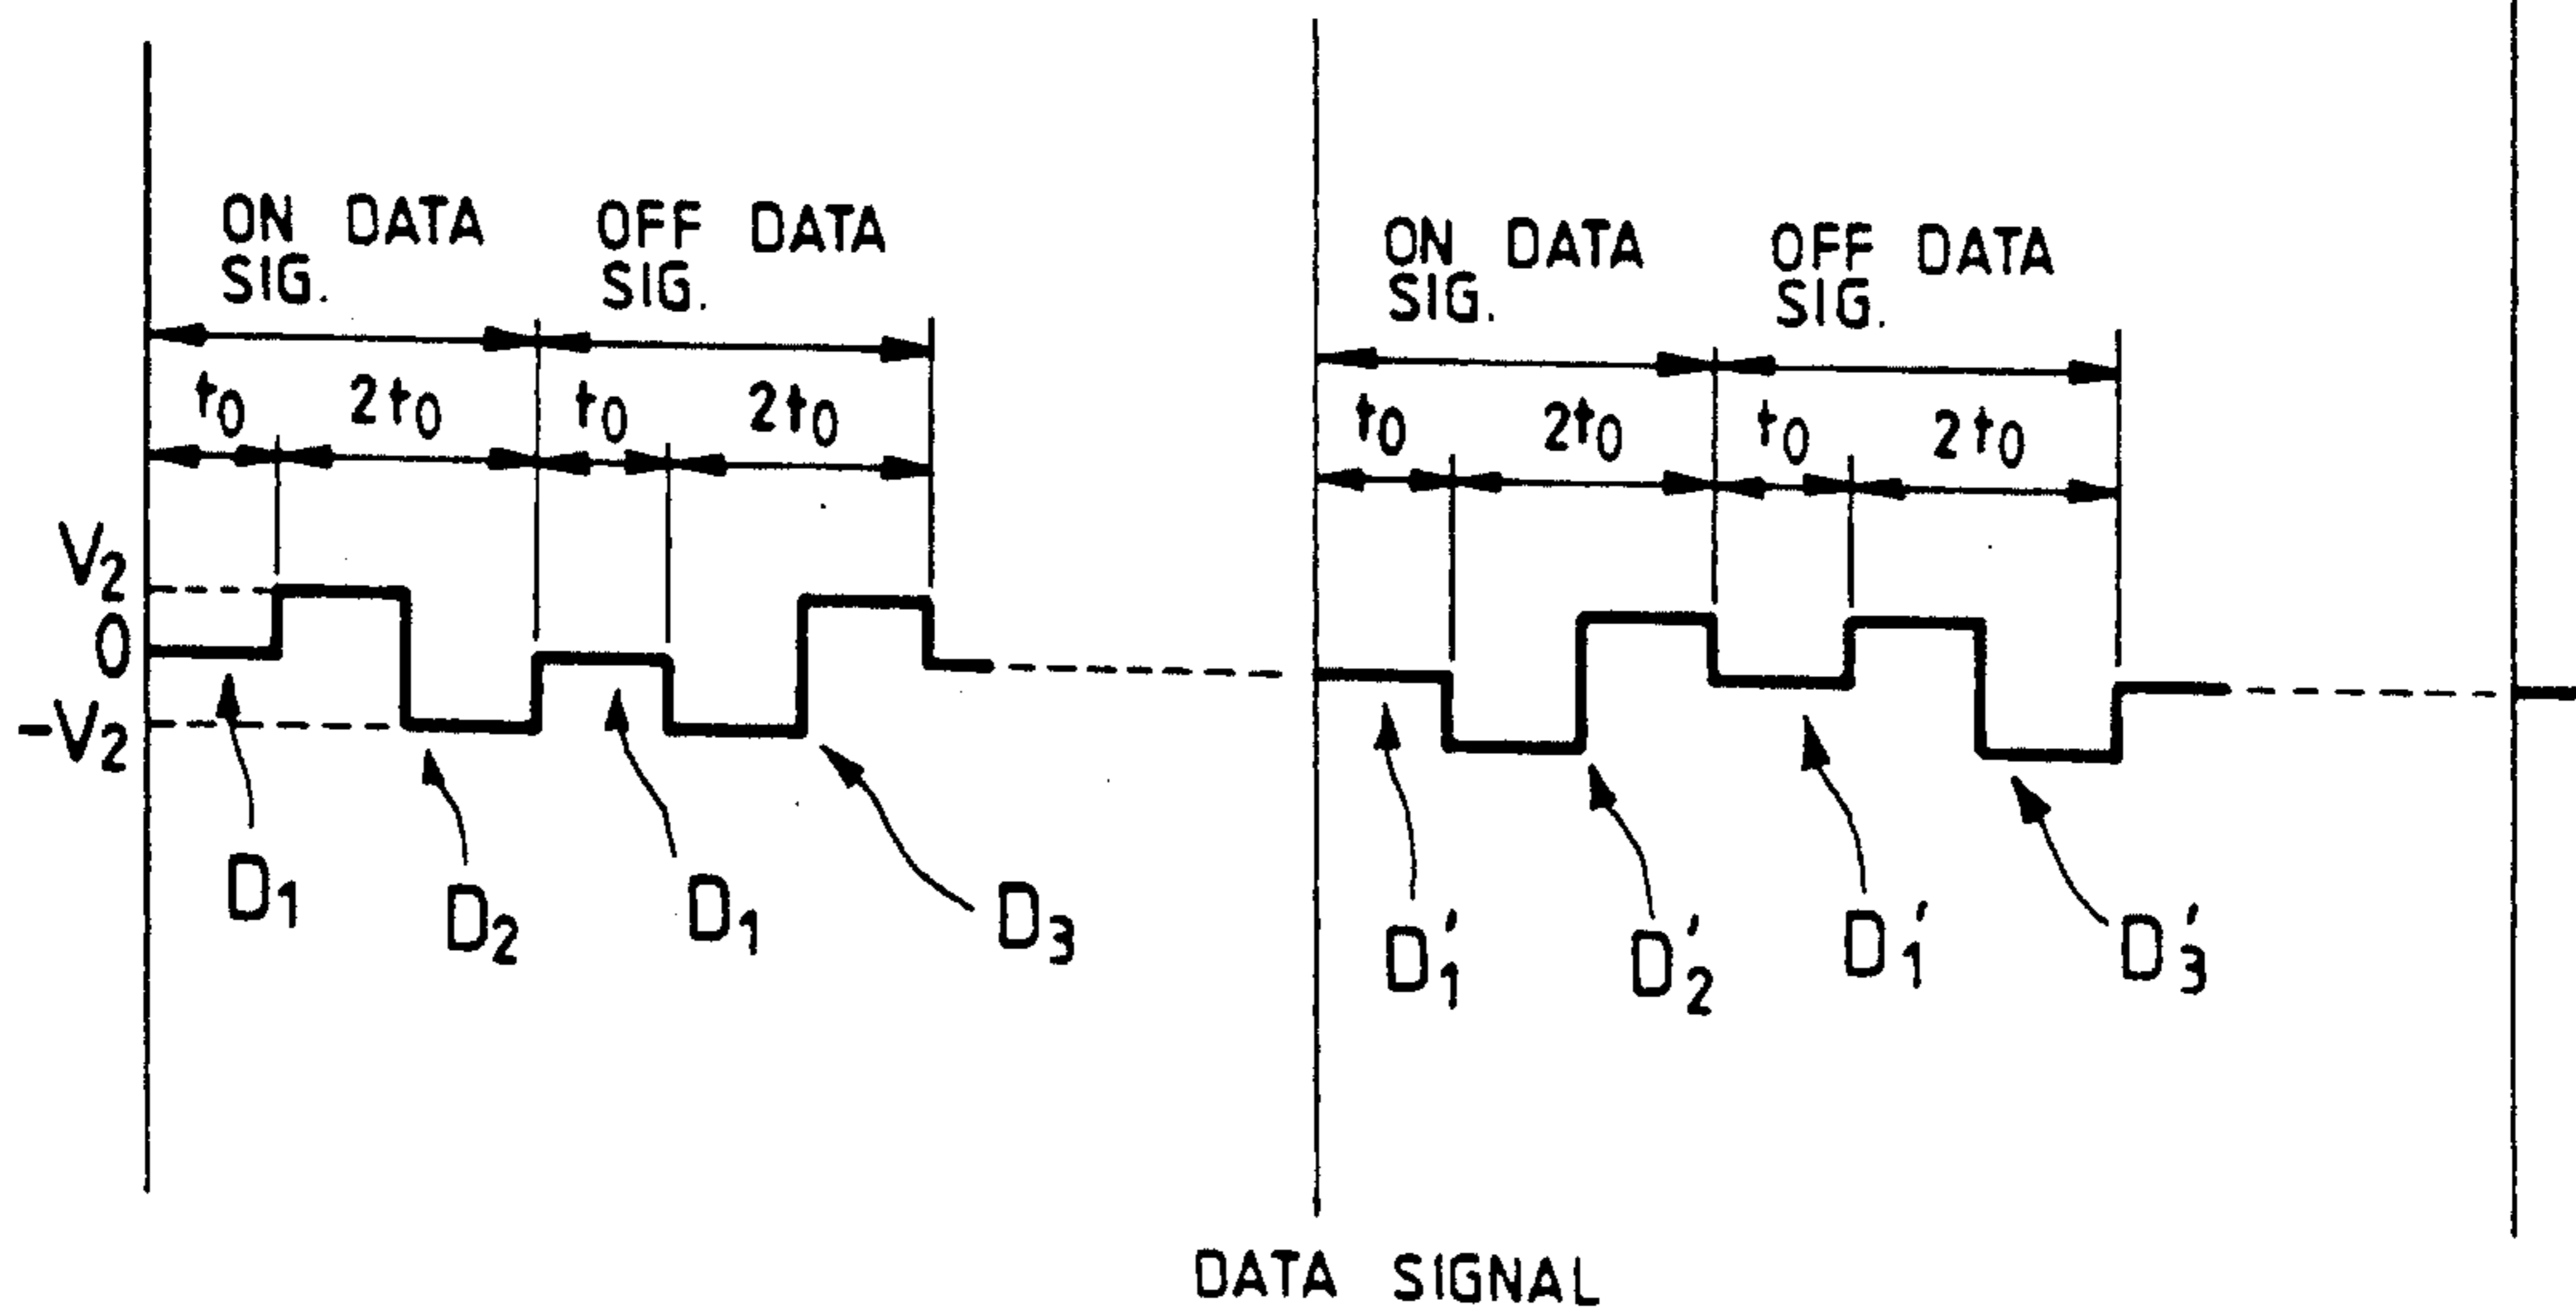 ON DATA SIG.
OFF DATA SIG.
ON DATA SIG.
OFF DATA SIG.
t0 2t0 t0 2t0 t0 2t0 t0 2t0
V2
0
-V2
D1 D2 D1 D3 D1' D2' D1' D3'
DATA SIGNAL